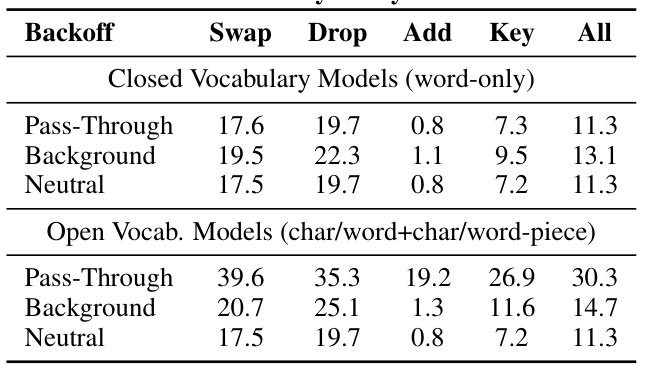 Backoff Swap Drop Add Key All
Closed Vocabulary Models (word-only)
Pass-Through 17.6 19.7 0.8 7.3 11.3
Background 19.5 22.3 1.1 9.5 13.1
Neutral 17.5 19.7 0.8 7.2 11.3
Open Vocab. Models (char/word+char/word-piece)
Pass-Through 39.6 35.3 19.2 26.9 30.3
Background 20.7 25.1 1.3 11.6 14.7
Neutral 17.5 19.7 0.8 7.2 11.3